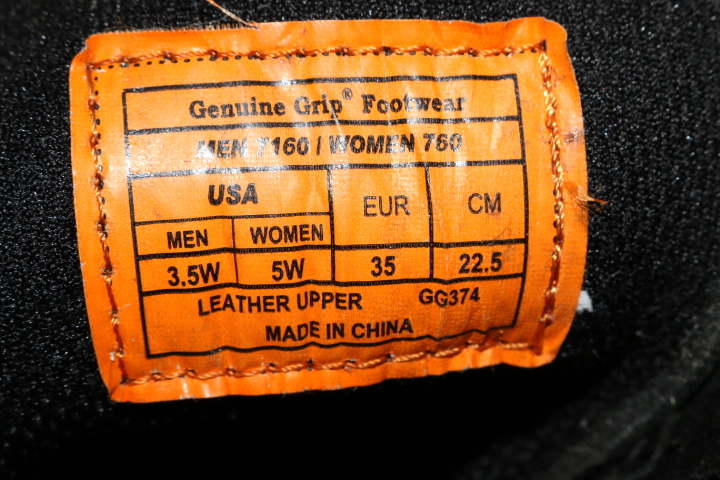 Genuine Grip® Footwear
MEN 7160 / WOMEN 760
USA EUR CM
MEN WOMEN
3.5W 5W 35 22.5
LEATHER UPPER GG374
MADE IN CHINA